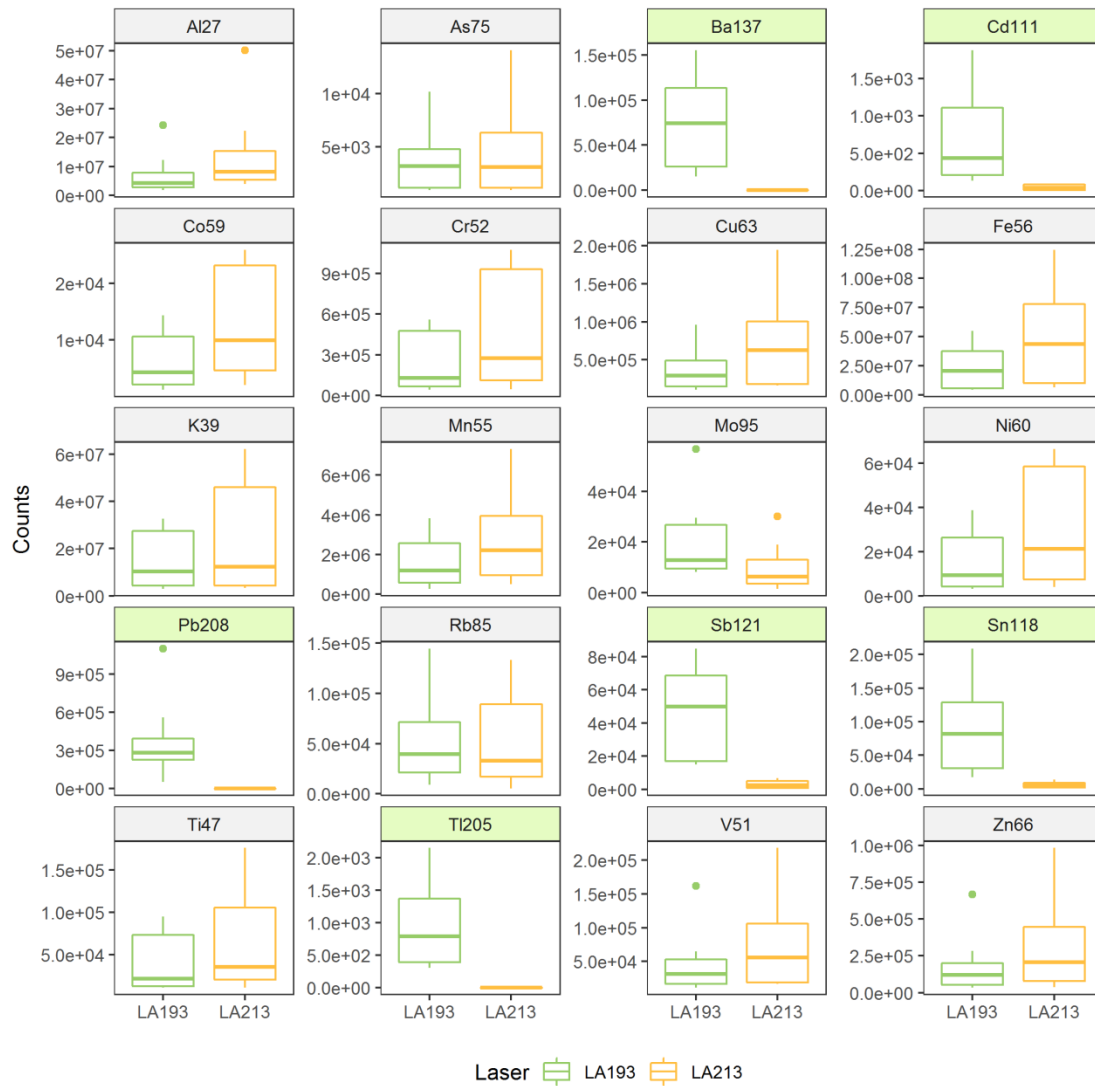 Al27 As75 Ba137 Cd111
5e+07
4e+07
3e+07
2e+07
1e+07
0e+00
1e+04
5e+03
1.5e+05
1.0e+05
5.0e+04
0.0e+00
1.5e+03
1.0e+03
5.0e+02
0.0e+00
Co59 Cr52 Cu63 Fe56
2e+04
1e+04
9e+05
6e+05
3e+05
0e+00
2.0e+06
1.5e+06
1.0e+06
5.0e+05
1.25e+08
1.00e+08
7.50e+07
5.00e+07
2.50e+07
0.00e+00
K39 Mn55 Mo95 Ni60
6e+07
4e+07
2e+07
0e+00
6e+06
4e+06
2e+06
0e+00
4e+04
2e+04
0e+00
6e+04
4e+04
2e+04
0e+00
Counts
Pb208 Rb85 Sb121 Sn118
9e+05
6e+05
3e+05
0e+00
1.5e+05
1.0e+05
5.0e+04
0.0e+00
8e+04
6e+04
4e+04
2e+04
0e+00
2.0e+05
1.5e+05
1.0e+05
5.0e+04
0.0e+00
Ti47 Tl205 V51 Zn66
1.5e+05
1.0e+05
5.0e+04
2.0e+03
1.5e+03
1.0e+03
5.0e+02
0.0e+00
2.0e+05
1.5e+05
1.0e+05
5.0e+04
1.0e+06
7.5e+05
5.0e+05
2.5e+05
0.0e+00
LA193 LA213 LA193 LA213 LA193 LA213 LA193 LA213
Laser LA193 LA213